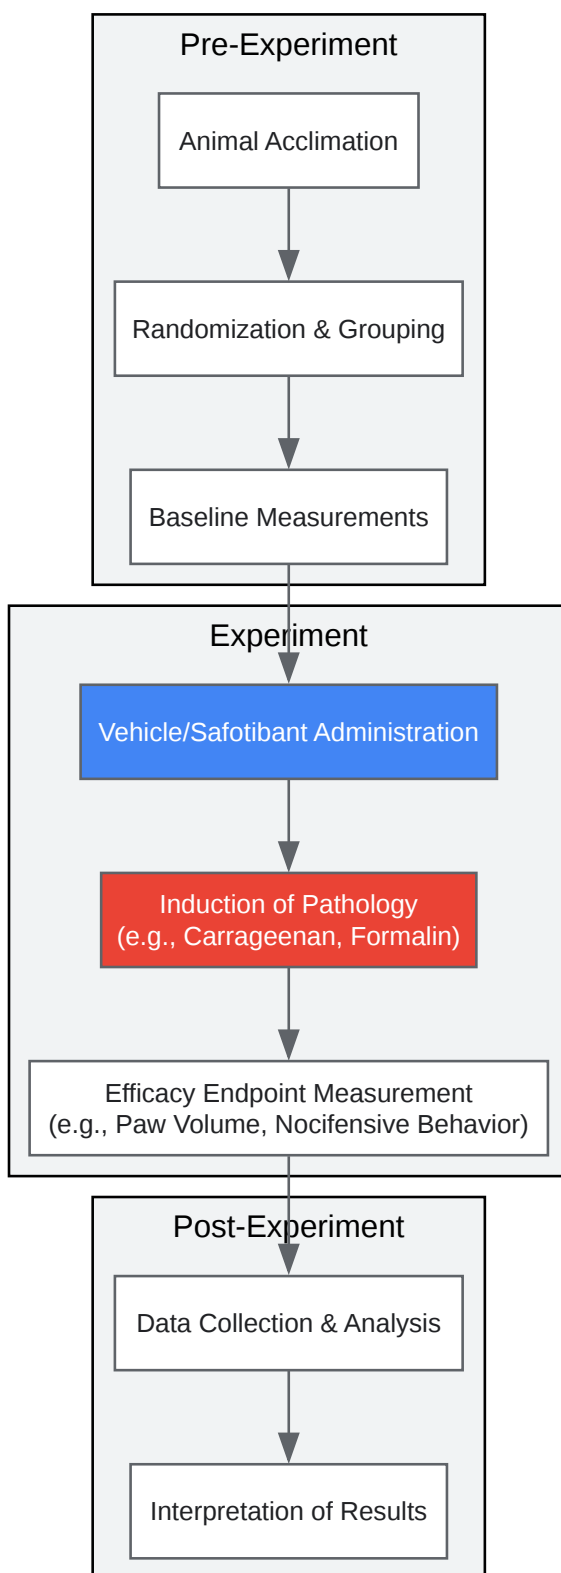 Pre-Experiment
Animal Acclimation
Randomization & Grouping
Baseline Measurements
Experiment
Vehicle/Safotibant Administration
Induction of Pathology
(e.g., Carrageenan, Formalin)
Efficacy Endpoint Measurement
(e.g., Paw Volume, Nocifensive Behavior)
Post-Experiment
Data Collection & Analysis
Interpretation of Results